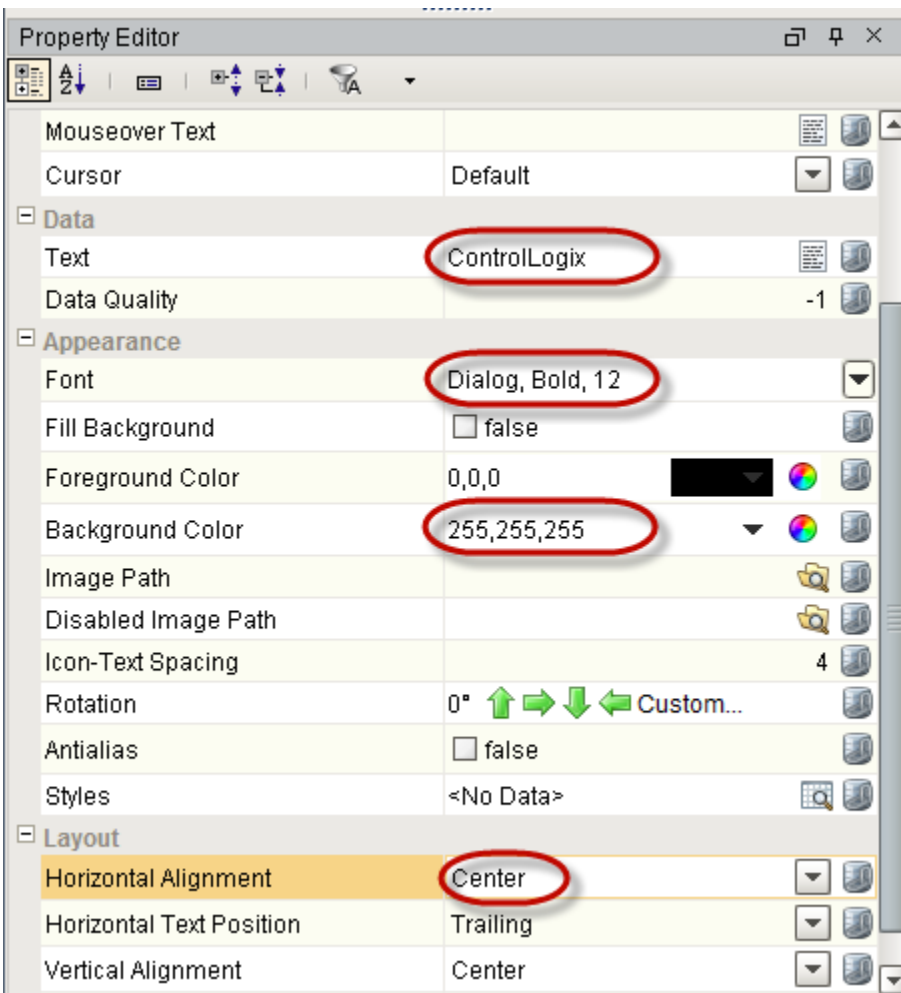 Property Editor
Mouseover Text
Cursor Default
Data
Text ControlLogix
Data Quality -1
Appearance
Font Dialog, Bold, 12
Fill Background false
Foreground Color 0,0,0
Background Color 255,255,255
Image Path
Disabled Image Path
Icon-Text Spacing 4
Rotation 0° Custom...
Antialias false
Styles <No Data>
Layout
Horizontal Alignment Center
Horizontal Text Position Trailing
Vertical Alignment Center